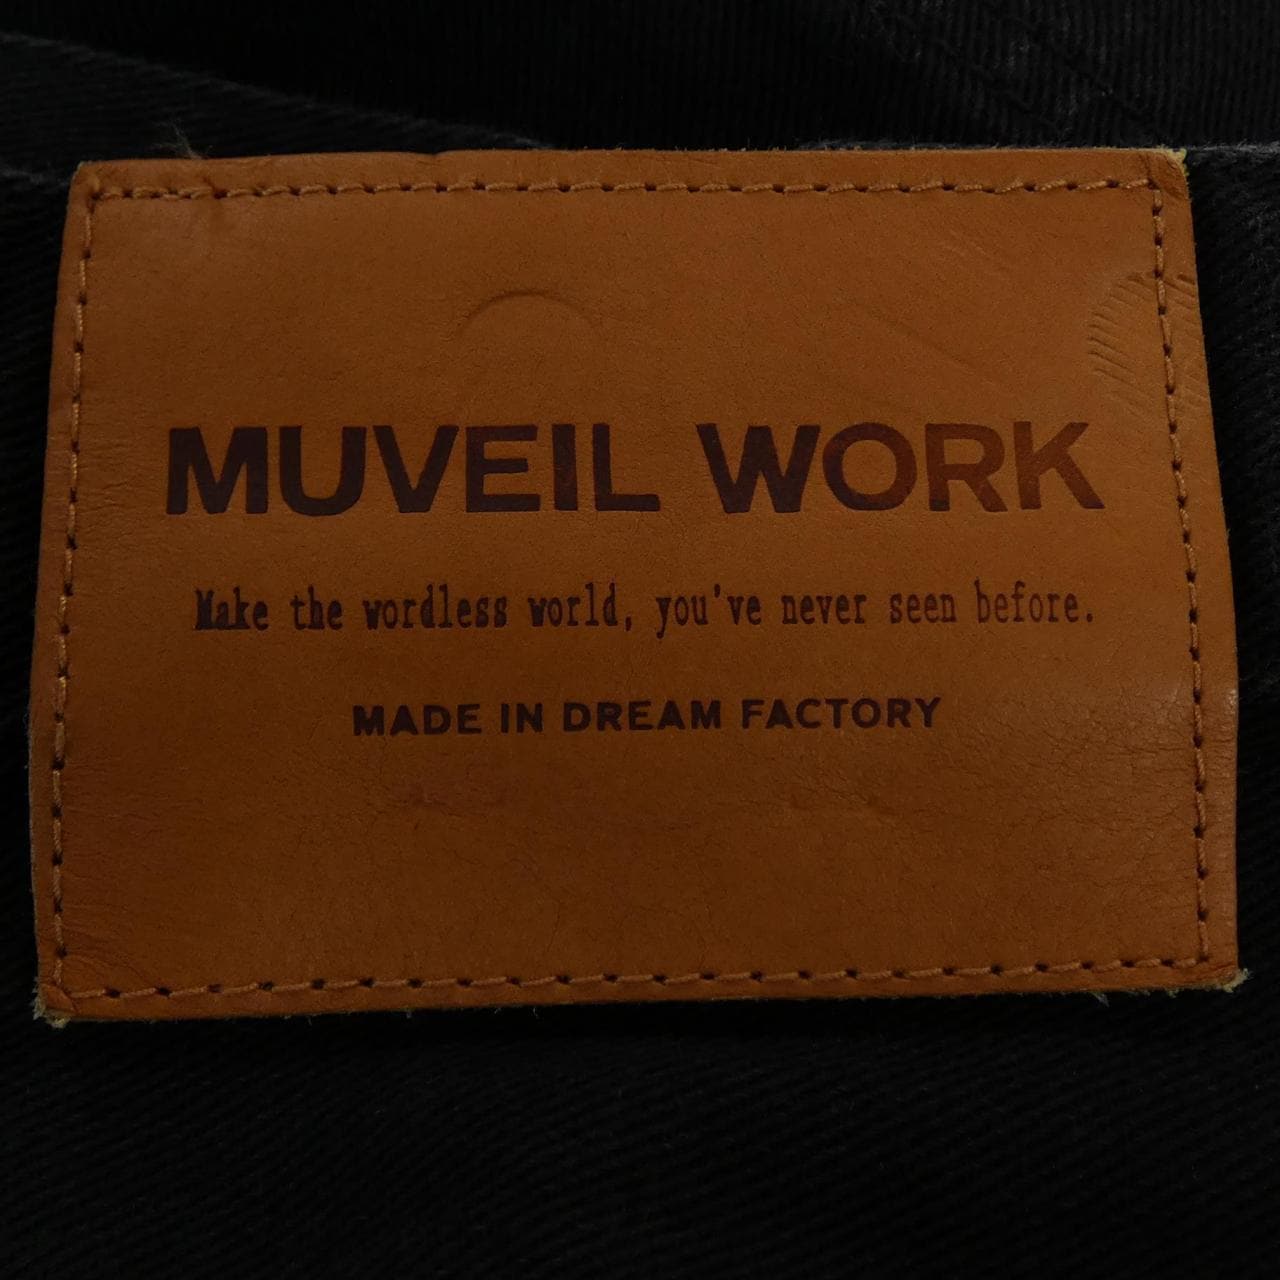 MUVEIL WORK
Make the wordless world, you've never seen before.
MADE IN DREAM FACTORY